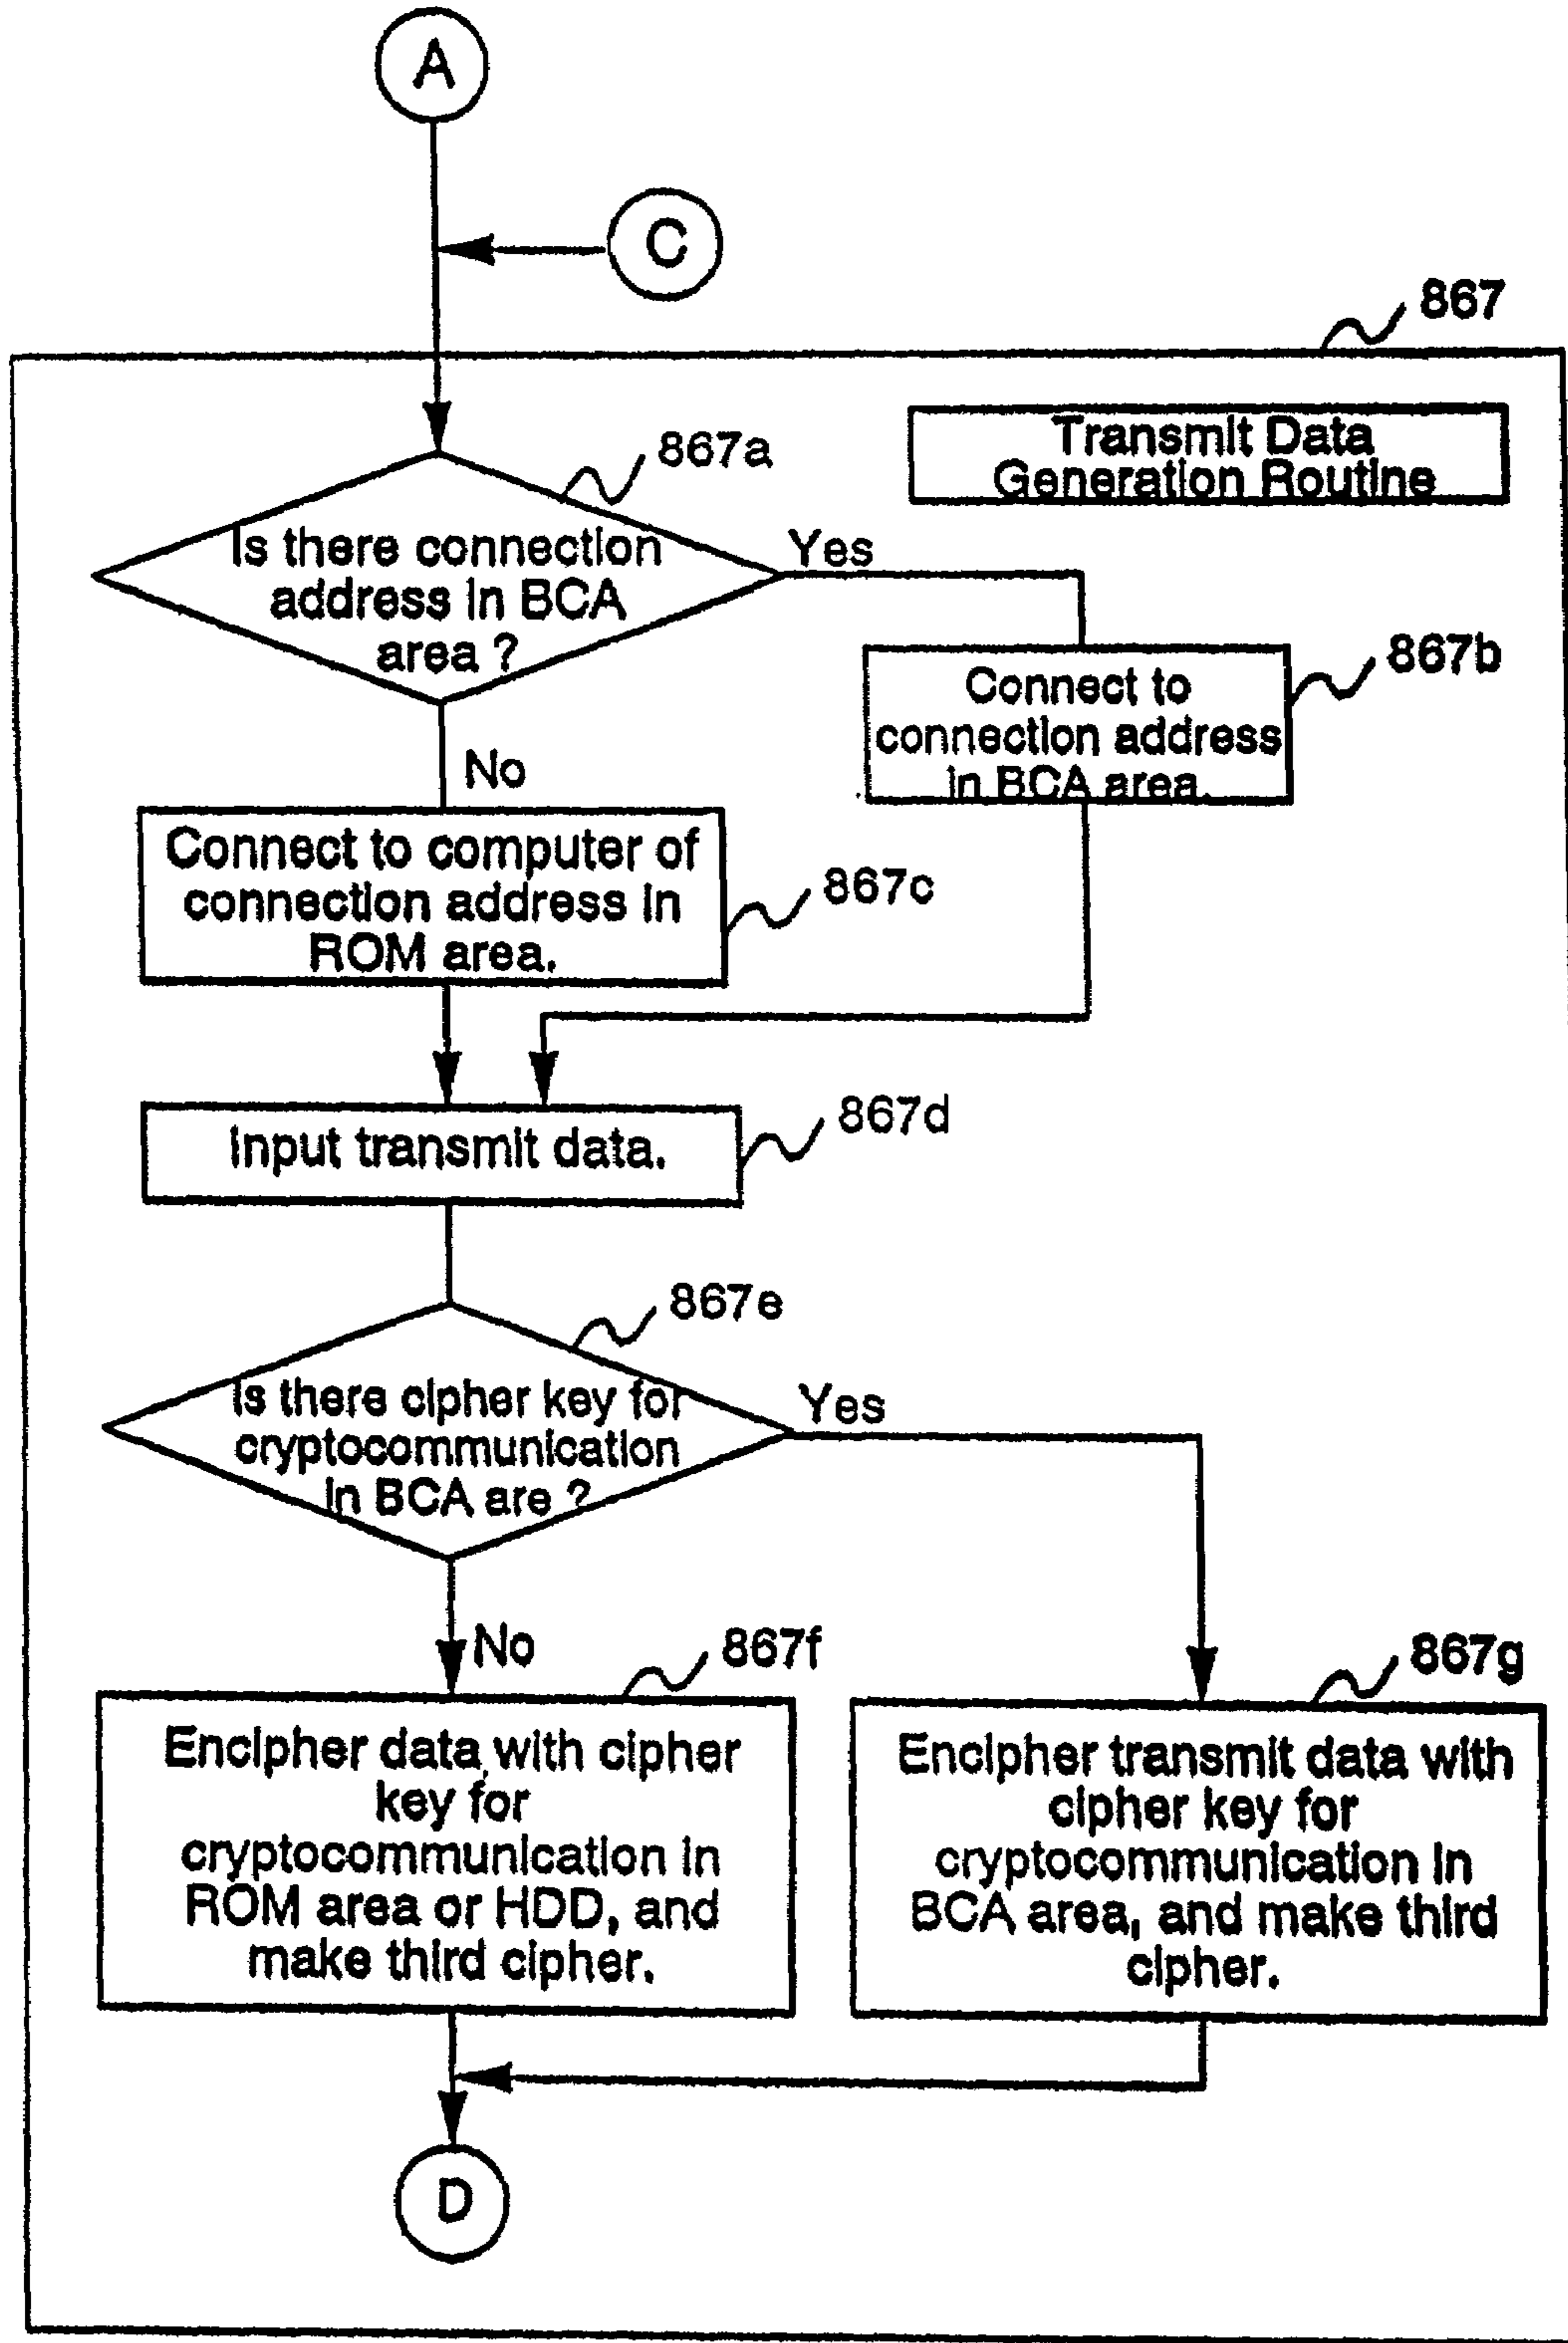 A
C
867
Transmit Data
Generation Routine
867a
Is there connection
address in BCA
area ?
Yes
867b
Connect to
connection address
in BCA area.
No
Connect to computer of
connection address in
ROM area.
867c
Input transmit data.
867d
867e
Is there cipher key for
cryptocommunication
in BCA are ?
Yes
No
867f
867g
Encipher data with cipher
key for
cryptocommunication in
ROM area or HDD, and
make third cipher.
Encipher transmit data with
cipher key for
cryptocommunication in
BCA area, and make third
cipher.
D